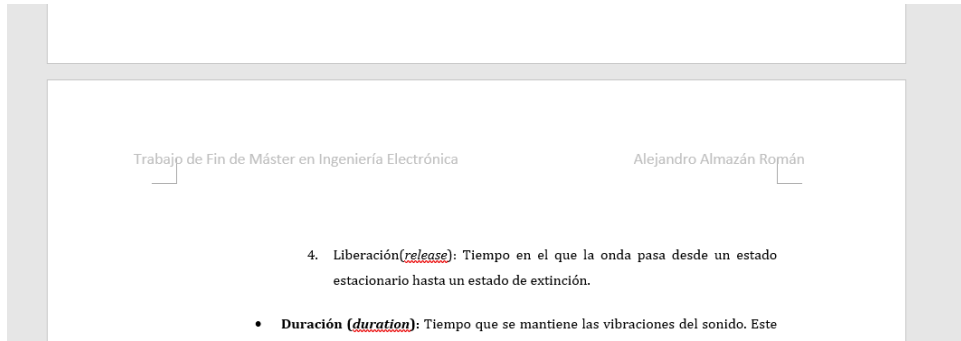 Trabajo de Fin de Máster en Ingeniería Electrónica Alejandro Almazán Román
4. Liberación(release): Tiempo en el que la onda pasa desde un estado
estacionario hasta un estado de extinción.
• Duración (duration): Tiempo que se mantiene las vibraciones del sonido. Este